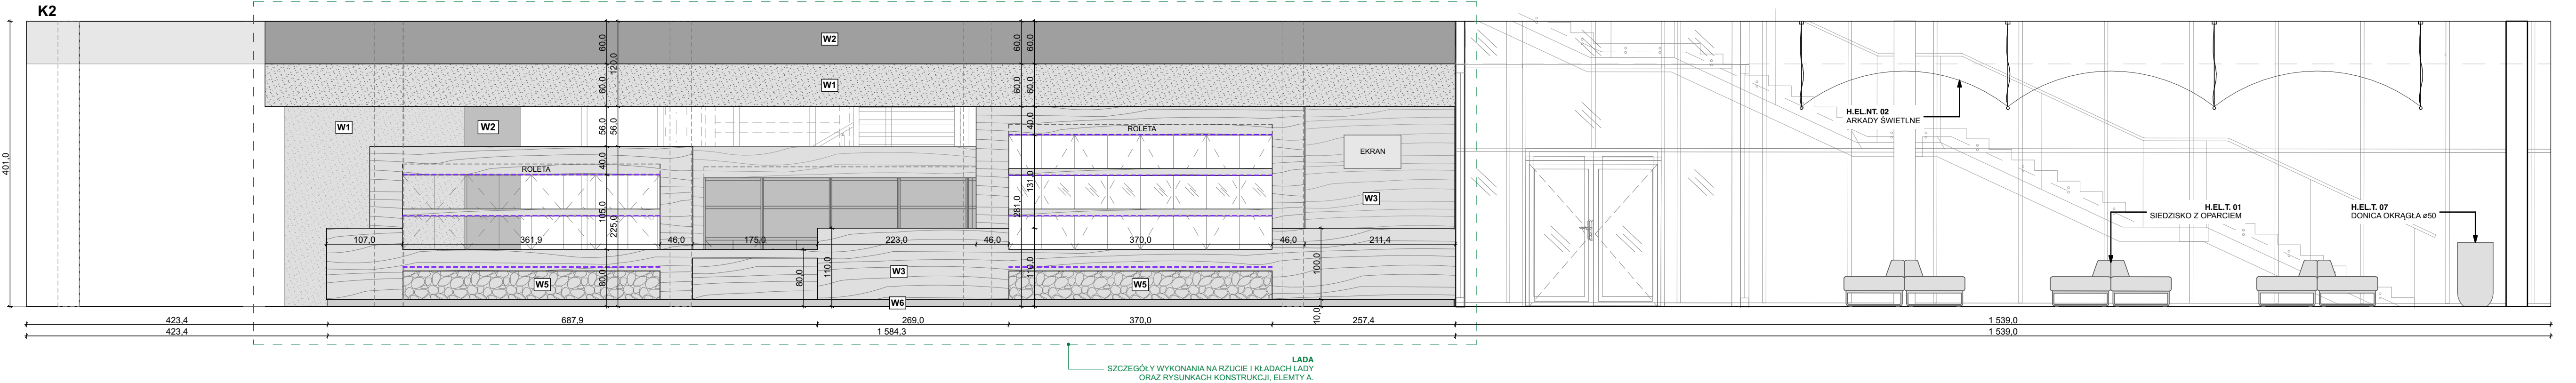 K2
W2
W1
W1
W2
ROLETA
ROLETA
EKRAN
W3
W3
W5
W5
W6
H.EL.NT. 02
ARKADY ŚWIETLNE
H.EL.T. 01
SIEDZISKO Z OPARCIEM
H.EL.T. 07
DONICA OKRĄGŁA ø50
401,0
60,0
60,0
120,0
56,0
56,0
40,0
105,0
225,0
80,0
60,0
60,0
60,0
60,0
40,0
131,0
281,0
110,0
80,0
110,0
100,0
10,0
107,0
361,9
46,0
175,0
223,0
46,0
370,0
46,0
211,4
423,4
687,9
269,0
370,0
257,4
1 539,0
423,4
1 584,3
1 539,0
LADA
SZCZEGÓŁY WYKONANIA NA RZUCIE I KŁADACH LADY
ORAZ RYSUNKACH KONSTRUKCJI, ELEMTY A.